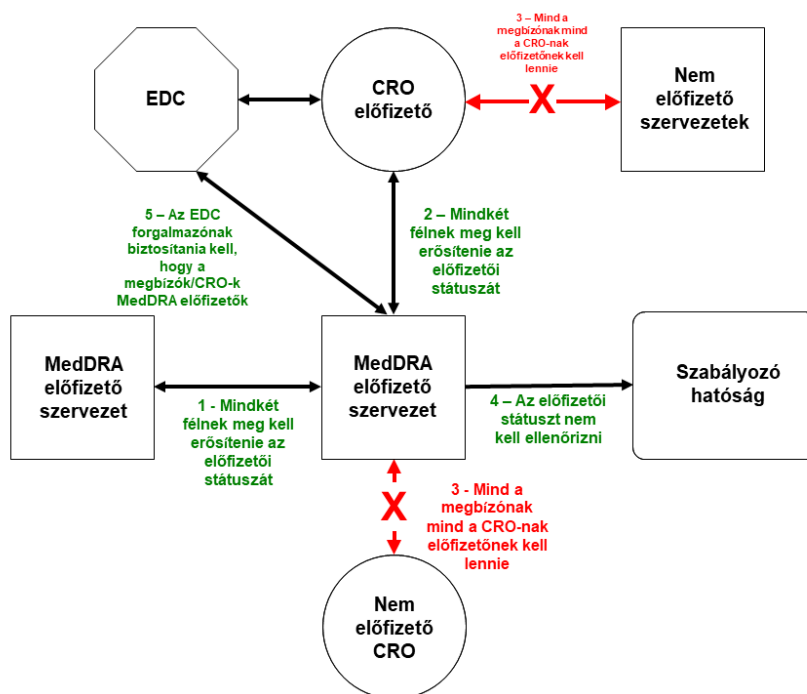 3 – Mind a
megbízónak mind
a CRO-nak
előfizetőnek kell
lennie
EDC
CRO
előfizető
Nem
előfizető
szervezetek
5 – Az EDC
forgalmazónak
biztosítania kell,
hogy a
megbízók/CRO-k
MedDRA előfizetők
2 – Mindkét
félnek meg kell
erősítenie az
előfizetői
státuszát
MedDRA
előfizető
szervezet
1 - Mindkét
félnek meg kell
erősítenie az
előfizetői
státuszát
MedDRA
előfizető
szervezet
4 – Az előfizetői
státuszt nem
kell ellenőrizni
Szabályozó
hatóság
X
X
3 - Mind a
megbízónak
mind a CRO-nak
előfizetőnek kell
lennie
Nem
előfizető
CRO